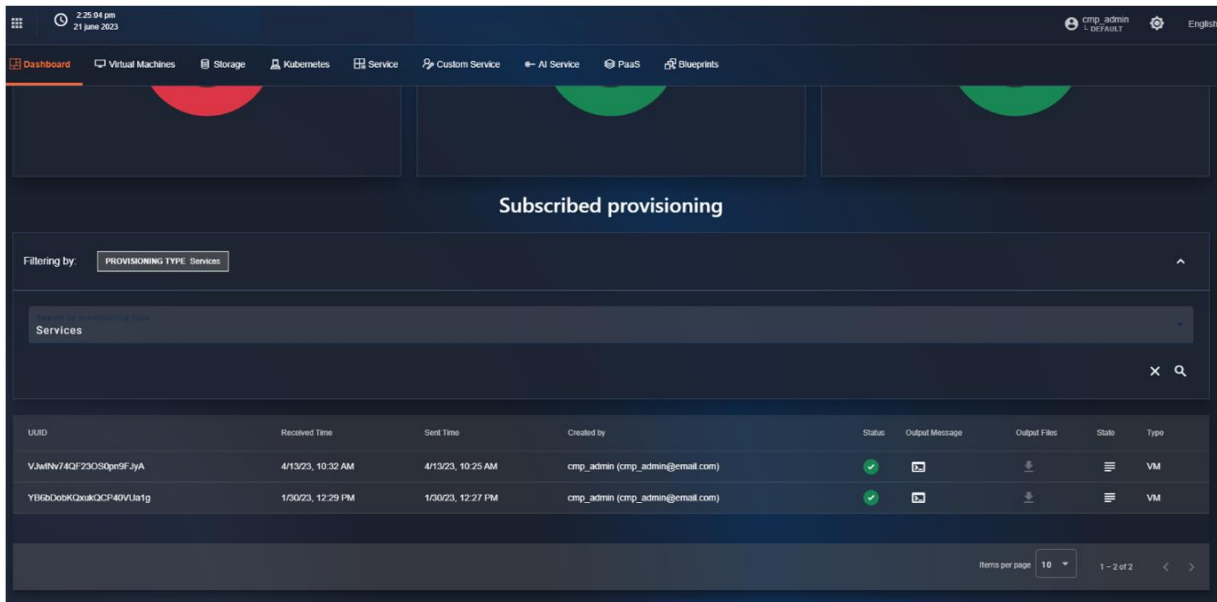 2:25:04 pm
21 june 2023
cmp_admin
└ DEFAULT
English
Dashboard Virtual Machines Storage Kubernetes Service Custom Service AI Service PaaS Blueprints
Subscribed provisioning
Filtering by: PROVISIONING TYPE Services
Search by provisioning type
Services
UUID Received Time Sent Time Created by Status Output Message Output Files State Type
4/13/23, 10:32 AM 4/13/23, 10:25 AM cmp_admin (cmp_admin@email.com) VM
YB6bDobKQxukQCP40VUa1g 1/30/23, 12:29 PM 1/30/23, 12:27 PM cmp_admin (cmp_admin@email.com) VM
Items per page 10 1 – 2 of 2